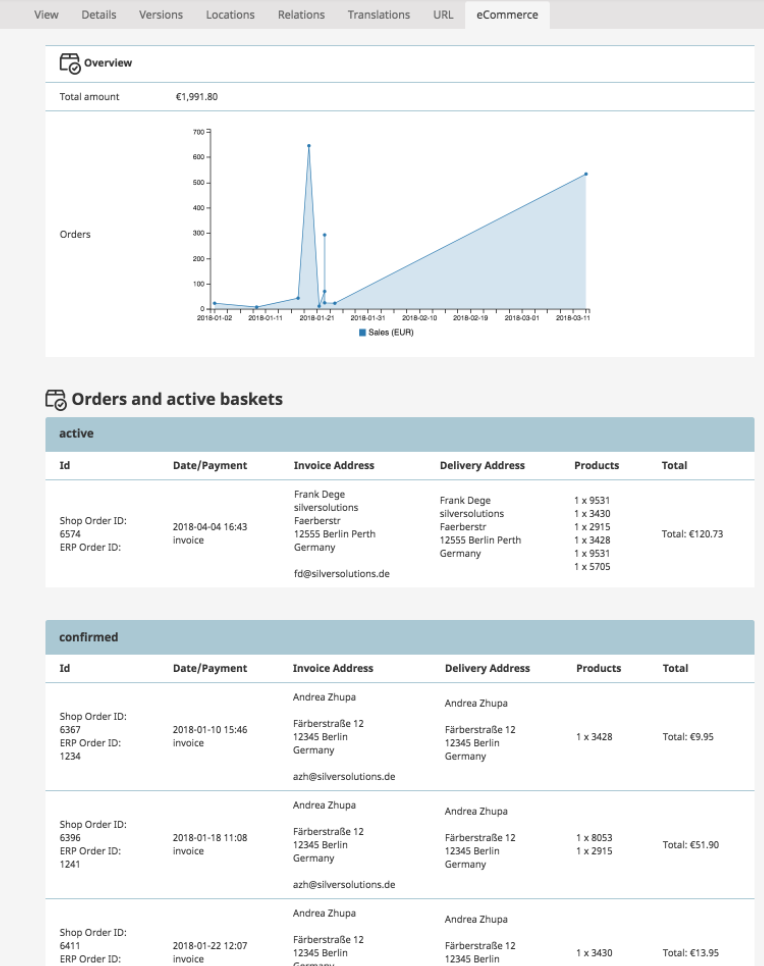 View Details Versions Locations Relations Translations URL eCommerce
Overview
Total amount €1,991.80
Orders
700
600
500
400
300
200
100
0
2018-01-02 2018-01-11 2018-01-21 2018-01-31 2018-02-10 2018-02-19 2018-03-01 2018-03-11
Sales (EUR)
Orders and active baskets
active
Id Date/Payment Invoice Address Delivery Address Products Total
Shop Order ID:
6574
ERP Order ID:
2018-04-04 16:43
invoice
Frank Dege
silversolutions
Faerberstr
12555 Berlin Perth
Germany
fd@silversolutions.de
Frank Dege
silversolutions
Faerberstr
12555 Berlin Perth
Germany
1 x 9531
1 x 3430
1 x 2915
1 x 3428
1 x 9531
1 x 5705
Total: €120.73
confirmed
Id Date/Payment Invoice Address Delivery Address Products Total
Shop Order ID:
6367
ERP Order ID:
1234
2018-01-10 15:46
invoice
Andrea Zhupa
Färberstraße 12
12345 Berlin
Germany
azh@silversolutions.de
Andrea Zhupa
Färberstraße 12
12345 Berlin
Germany
1 x 3428
Total: €9.95
Shop Order ID:
6396
ERP Order ID:
1241
2018-01-18 11:08
invoice
Andrea Zhupa
Färberstraße 12
12345 Berlin
Germany
azh@silversolutions.de
Andrea Zhupa
Färberstraße 12
12345 Berlin
Germany
1 x 8053
1 x 2915
Total: €51.90
Shop Order ID:
6411
ERP Order ID:
2018-01-22 12:07
invoice
Andrea Zhupa
Färberstraße 12
12345 Berlin
Germany
Andrea Zhupa
Färberstraße 12
12345 Berlin
1 x 3430
Total: €13.95